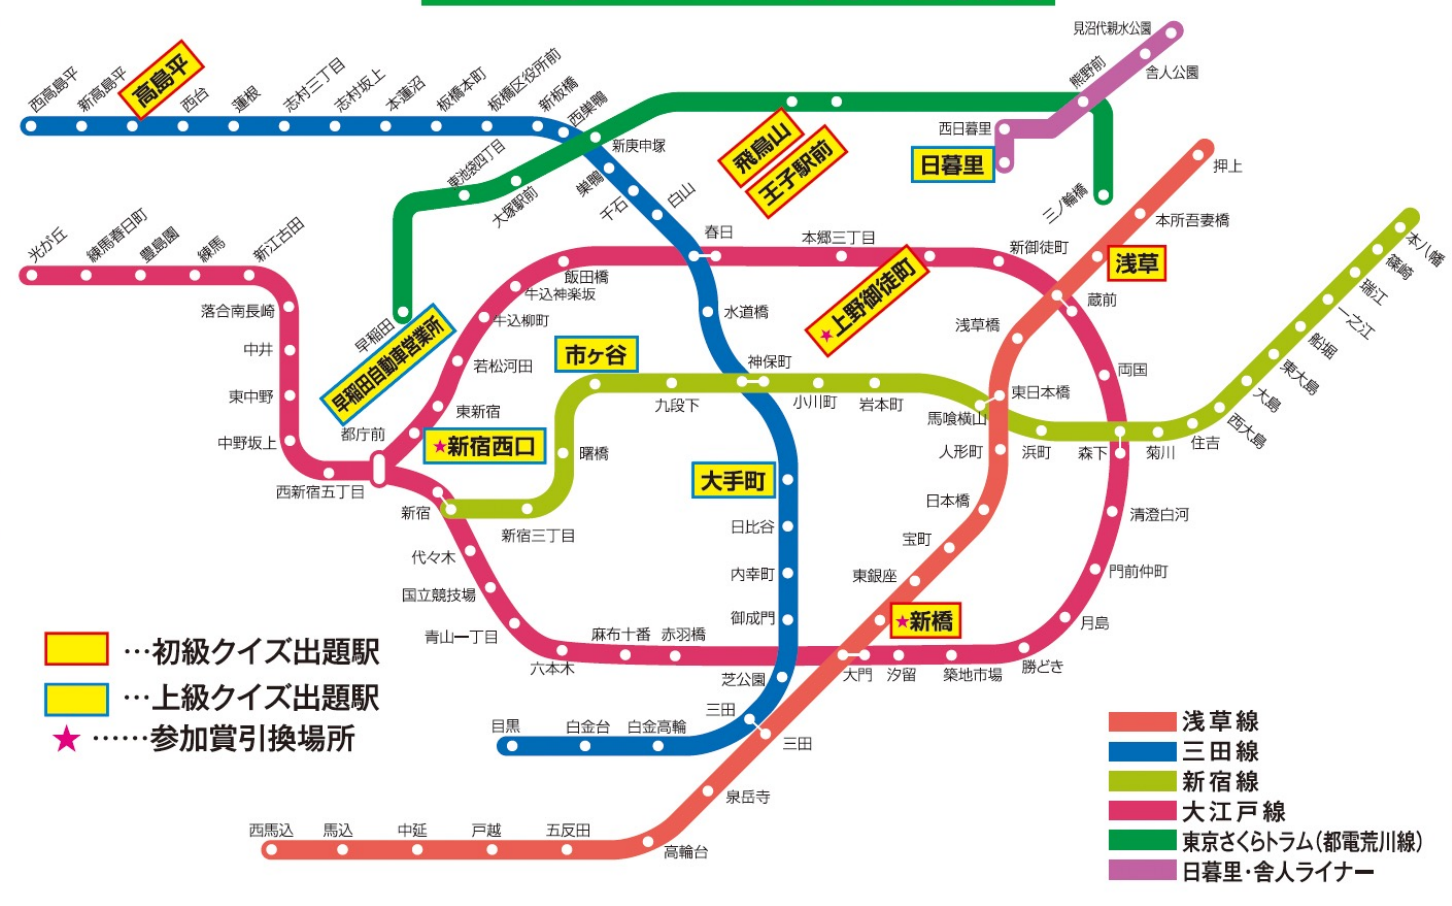 見沼代親水公園
舎人公園
熊野前
西日暮里
日暮里
西高島平
新高島平
高島平
西台
蓮根
志村三丁目
志村坂上
本蓮沼
板橋本町
板橋区役所前
新板橋
西巣鴨
新庚申塚
巣鴨
千石
白山
東池袋四丁目
大塚駅前
飛鳥山
王子駅前
三ノ輪橋
押上
本所吾妻橋
浅草
蔵前
光が丘
練馬春日町
豊島園
練馬
新江古田
落合南長崎
中井
東中野
中野坂上
西新宿五丁目
都庁前
早稲田
早稲田自動車営業所
春日
本郷三丁目
★上野御徒町
新御徒町
飯田橋
牛込神楽坂
牛込柳町
若松河田
東新宿
★新宿西口
水道橋
市ヶ谷
神保町
九段下
小川町
岩本町
浅草橋
東日本橋
馬喰横山
両国
本八幡
篠崎
瑞江
一之江
船堀
東大島
大島
西大島
住吉
菊川
森下
浜町
人形町
曙橋
新宿
新宿三丁目
大手町
日比谷
内幸町
御成門
日本橋
宝町
東銀座
★新橋
清澄白河
門前仲町
月島
勝どき
築地市場
汐留
大門
代々木
国立競技場
青山一丁目
六本木
麻布十番
赤羽橋
芝公園
三田
三田
目黒
白金台
白金高輪
泉岳寺
高輪台
西馬込
馬込
中延
戸越
五反田
…初級クイズ出題駅
…上級クイズ出題駅
★……参加賞引換場所
浅草線
三田線
新宿線
大江戸線
東京さくらトラム(都電荒川線)
日暮里・舎人ライナー